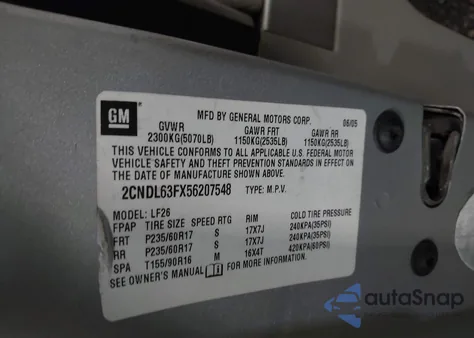 GM
MFD BY GENERAL MOTORS CORP. 06/05
GVWR GAWR FRT GAWR RR
2300KG(5070LB) 1150KG(2535LB) 1150KG(2535LB)
THIS VEHICLE CONFORMS TO ALL APPLICABLE U.S. FEDERAL MOTOR
VEHICLE SAFETY AND THEFT PREVENTION STANDARDS IN EFFECT ON
THE DATE OF MANUFACTURE SHOWN ABOVE.
2CNDL63FX56207548 TYPE: M.P.V.
MODEL: LF26
FPAP TIRE SIZE SPEED RTG RIM COLD TIRE PRESSURE
FRT P235/60R17 S 17X7J 240KPA(35PSI)
RR P235/60R17 S 17X7J 240KPA(35PSI)
SPA T155/90R16 M 16X4T 420KPA(60PSI)
SEE OWNER'S MANUAL FOR MORE INFORMATION.
autaSnap